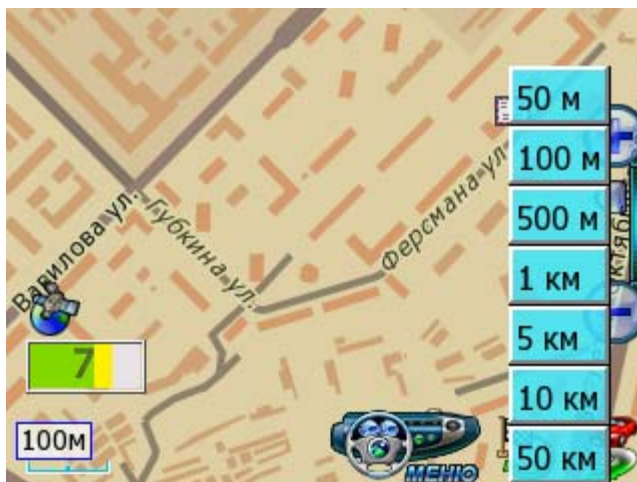 50 м
100 м
500 м
1 км
5 км
10 км
50 км
Вавилова ул.
Губкина ул.
Ферсмана ул
ктяб
7
100м
МЕНЮ